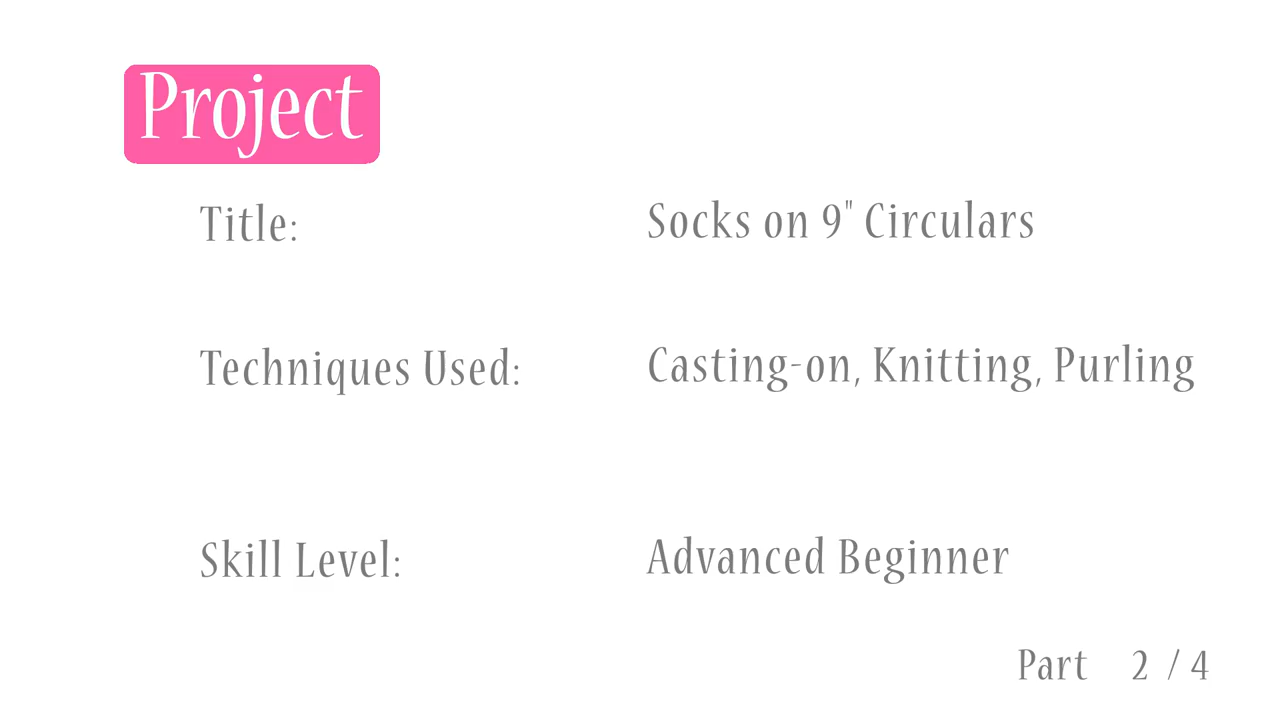 Project
Title: Socks on 9" Circulars
Techniques Used: Casting-on, Knitting, Purling
Skill Level: Advanced Beginner
Part 2 / 4